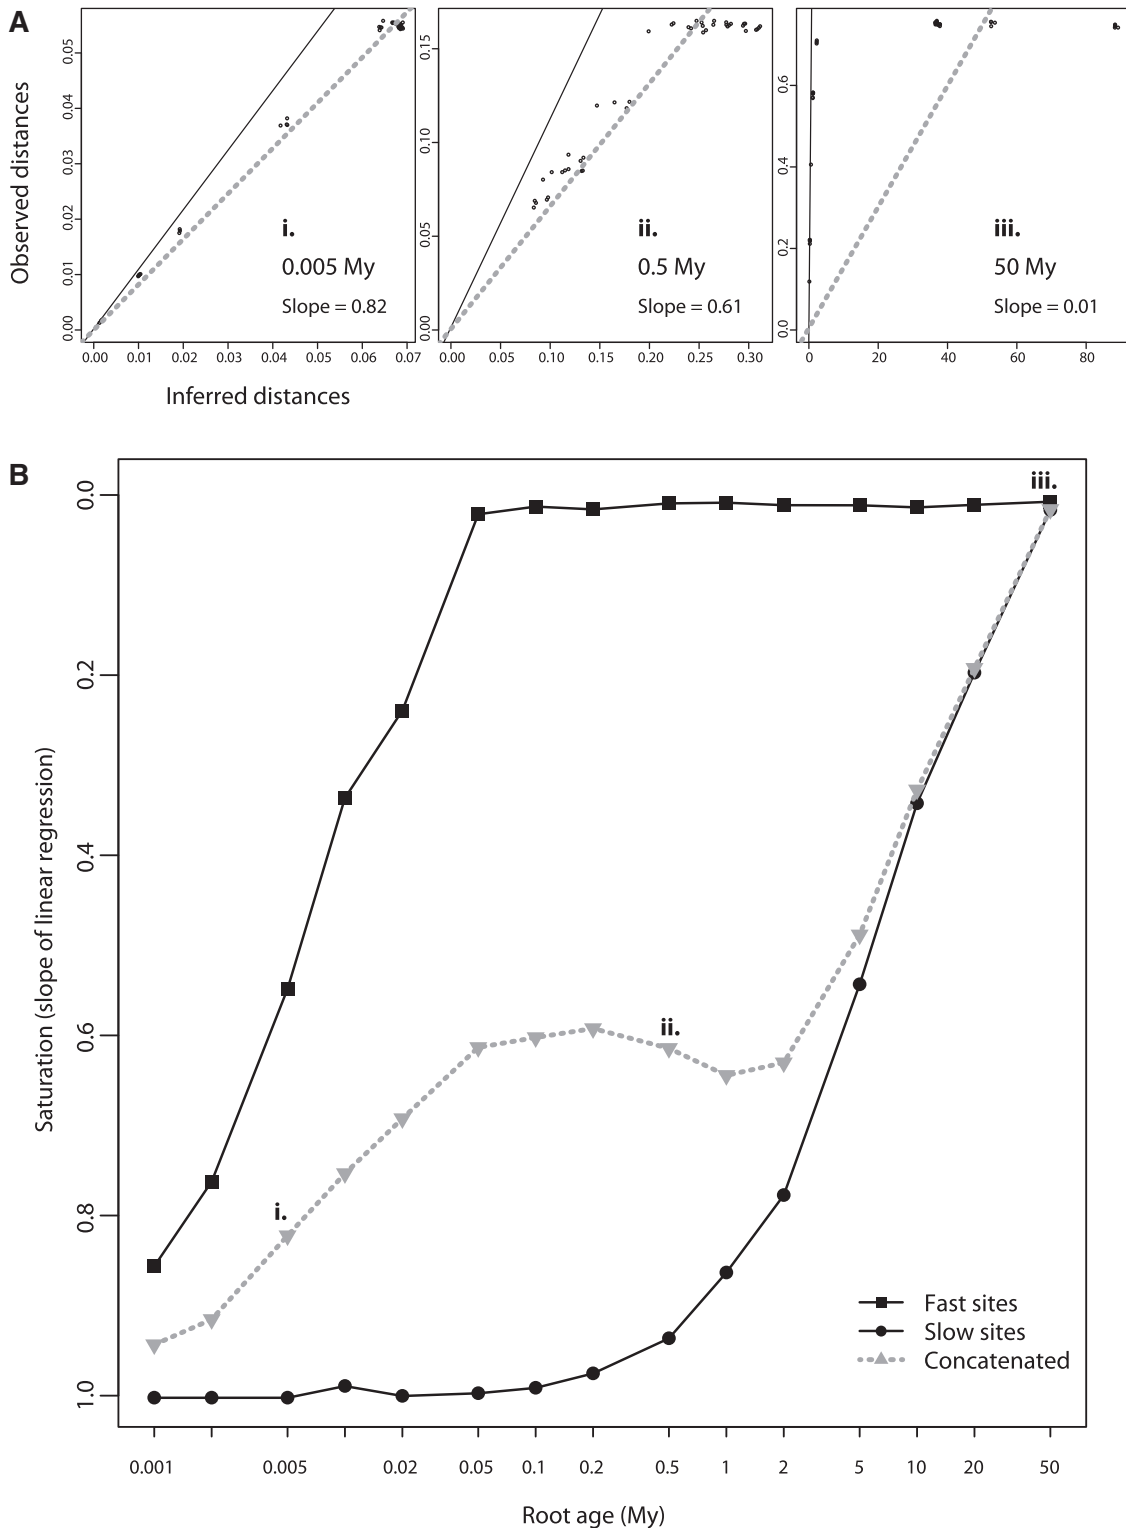 A
Observed distances
0.05
0.04
0.03
0.02
0.01
0.00
i.
0.005 My
Slope = 0.82
0.00 0.01 0.02 0.03 0.04 0.05 0.06 0.07
0.15
0.10
0.05
0.00
ii.
0.5 My
Slope = 0.61
0.00 0.05 0.10 0.15 0.20 0.25 0.30
0.6
0.4
0.2
0.0
iii.
50 My
Slope = 0.01
0 20 40 60 80
Inferred distances
B
Saturation (slope of linear regression)
0.0
0.2
0.4
0.6
0.8
1.0
iii.
ii.
i.
Fast sites
Slow sites
Concatenated
0.001 0.005 0.02 0.05 0.1 0.2 0.5 1 2 5 10 20 50
Root age (My)